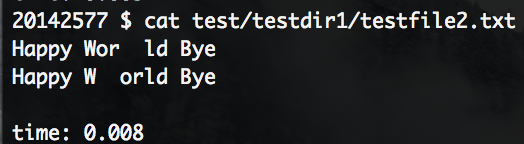 20142577 $ cat test/testdir1/testfile2.txt
Happy Wor  ld Bye
Happy W  orld Bye
time: 0.008